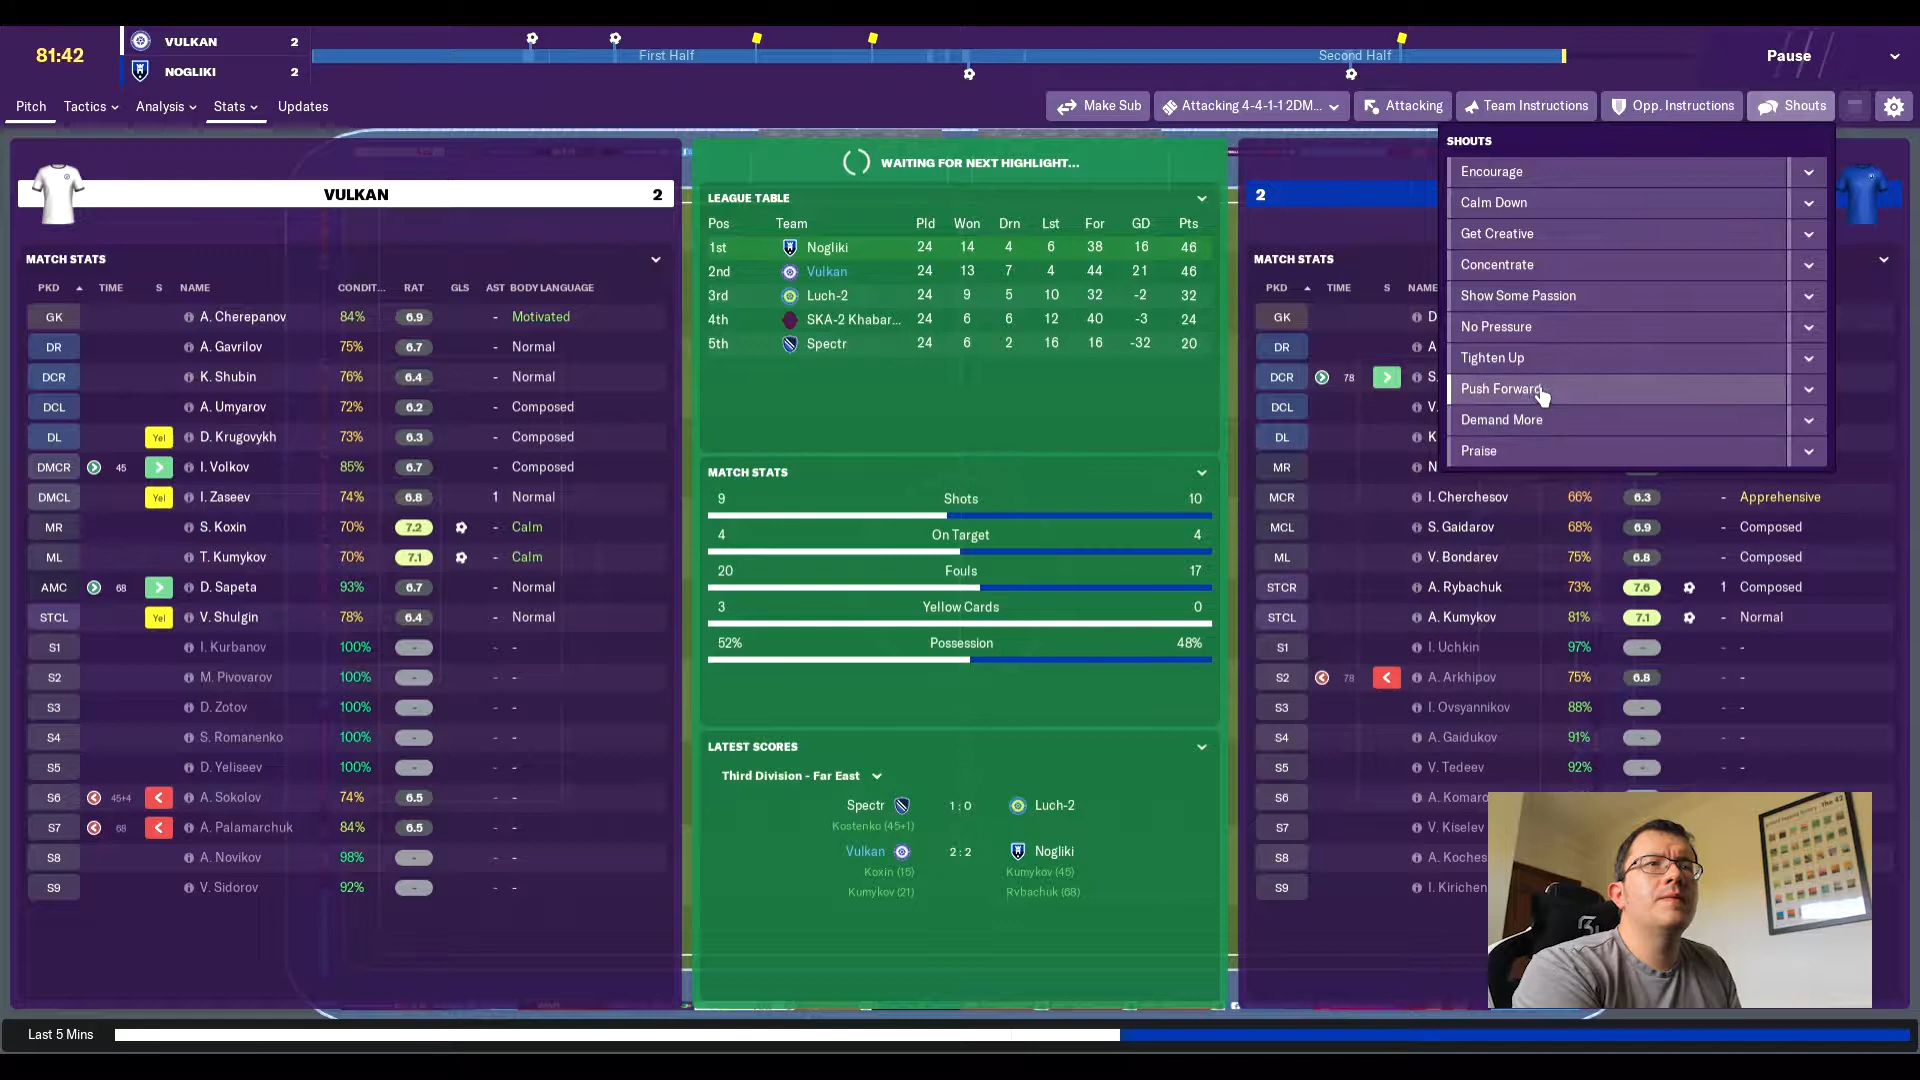 81:42
VULKAN 2
NOGLIKI 2
First Half
Second Half
Pause
Pitch Tactics Analysis Stats Updates
Make Sub Attacking 4-4-1-1 2DM... Attacking Team Instructions Opp. Instructions Shouts
SHOUTS
Encourage
Calm Down
Get Creative
Concentrate
Show Some Passion
No Pressure
Tighten Up
Push Forward
Demand More
Praise
VULKAN 2
MATCH STATS
PKD TIME S NAME CONDIT... RAT GLS AST BODY LANGUAGE
GK A. Cherepanov 84% 6.9 - Motivated
DR A. Gavrilov 75% 6.7 - Normal
DCR K. Shubin 76% 6.4 - Normal
DCL A. Umyarov 72% 6.2 - Composed
DL Yel D. Krugovykh 73% 6.3 - Composed
DMCR 45 I. Volkov 85% 6.7 - Composed
DMCL Yel I. Zaseev 74% 6.8 1 Normal
MR S. Koxin 70% 7.2 - Calm
ML T. Kumykov 70% 7.1 - Calm
AMC 68 D. Sapeta 93% 6.7 - Normal
STCL Yel V. Shulgin 78% 6.4 - Normal
S1 I. Kurbanov 100% - - -
S2 M. Pivovarov 100% - - -
S3 D. Zotov 100% - - -
S4 S. Romanenko 100% - - -
S5 D. Yeliseev 100% - - -
S6 45+4 A. Sokolov 74% 6.5 - -
S7 68 A. Palamarchuk 84% 6.5 - -
S8 A. Novikov 98% - - -
S9 V. Sidorov 92% - - -
WAITING FOR NEXT HIGHLIGHT...
LEAGUE TABLE
Pos Team Pld Won Drn Lst For GD Pts
1st Nogliki 24 14 4 6 38 16 46
2nd Vulkan 24 13 7 4 44 21 46
3rd Luch-2 24 9 5 10 32 -2 32
4th SKA-2 Khabar... 24 6 6 12 40 -3 24
5th Spectr 24 6 2 16 16 -32 20
MATCH STATS
9 Shots 10
4 On Target 4
20 Fouls 17
3 Yellow Cards 0
52% Possession 48%
LATEST SCORES
Third Division - Far East
Spectr 1 : 0 Luch-2
Kostenko (45+1)
Vulkan 2 : 2 Nogliki
Koxin (15) Kumykov (45)
Kumykov (21) Rybachuk (68)
2
MATCH STATS
PKD TIME S NAME
GK D
DR A
DCR 78 S.
DCL V.
DL K
MR N
MCR I. Cherchesov 66% 6.3 - Apprehensive
MCL S. Gaidarov 68% 6.9 - Composed
ML V. Bondarev 75% 6.8 - Composed
STCR A. Rybachuk 73% 7.6 1 Composed
STCL A. Kumykov 81% 7.1 - Normal
S1 I. Uchkin 97% - - -
S2 78 A. Arkhipov 75% 6.8 - -
S3 I. Ovsyannikov 88% - - -
S4 A. Gaidukov 91% - - -
S5 V. Tedeev 92% - - -
S6 A. Komaro
S7 V. Kiselev
S8 A. Koches
S9 I. Kirichen
Last 5 Mins